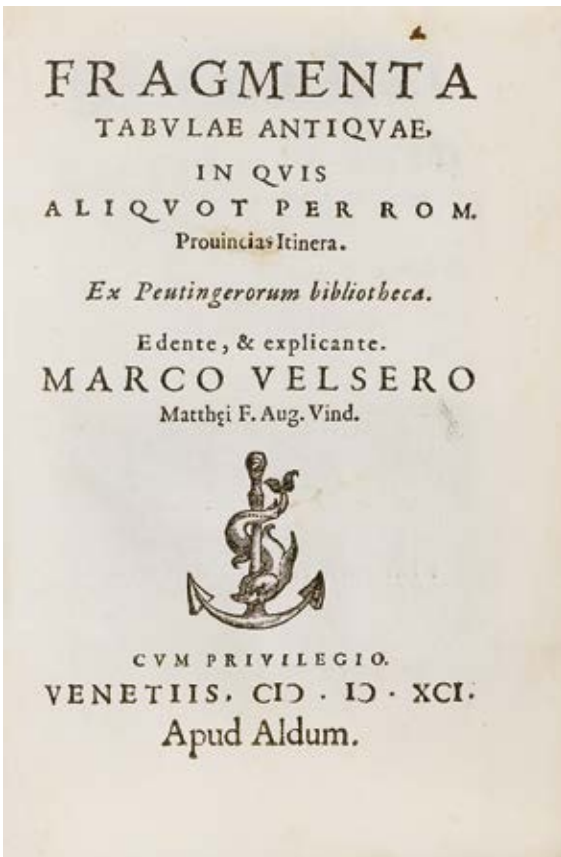 FRAGMENTA
TABVLAE ANTIQVAE,
IN QVIS
ALIQVOT PER ROM.
Prouincias Itinera.
Ex Peutingerorum bibliotheca.
Edente, & explicante.
MARCO VELSERO
Matthęi F. Aug. Vind.
CVM PRIVILEGIO.
VENETIIS. CIↃ . IↃ . XCI.
Apud Aldum.